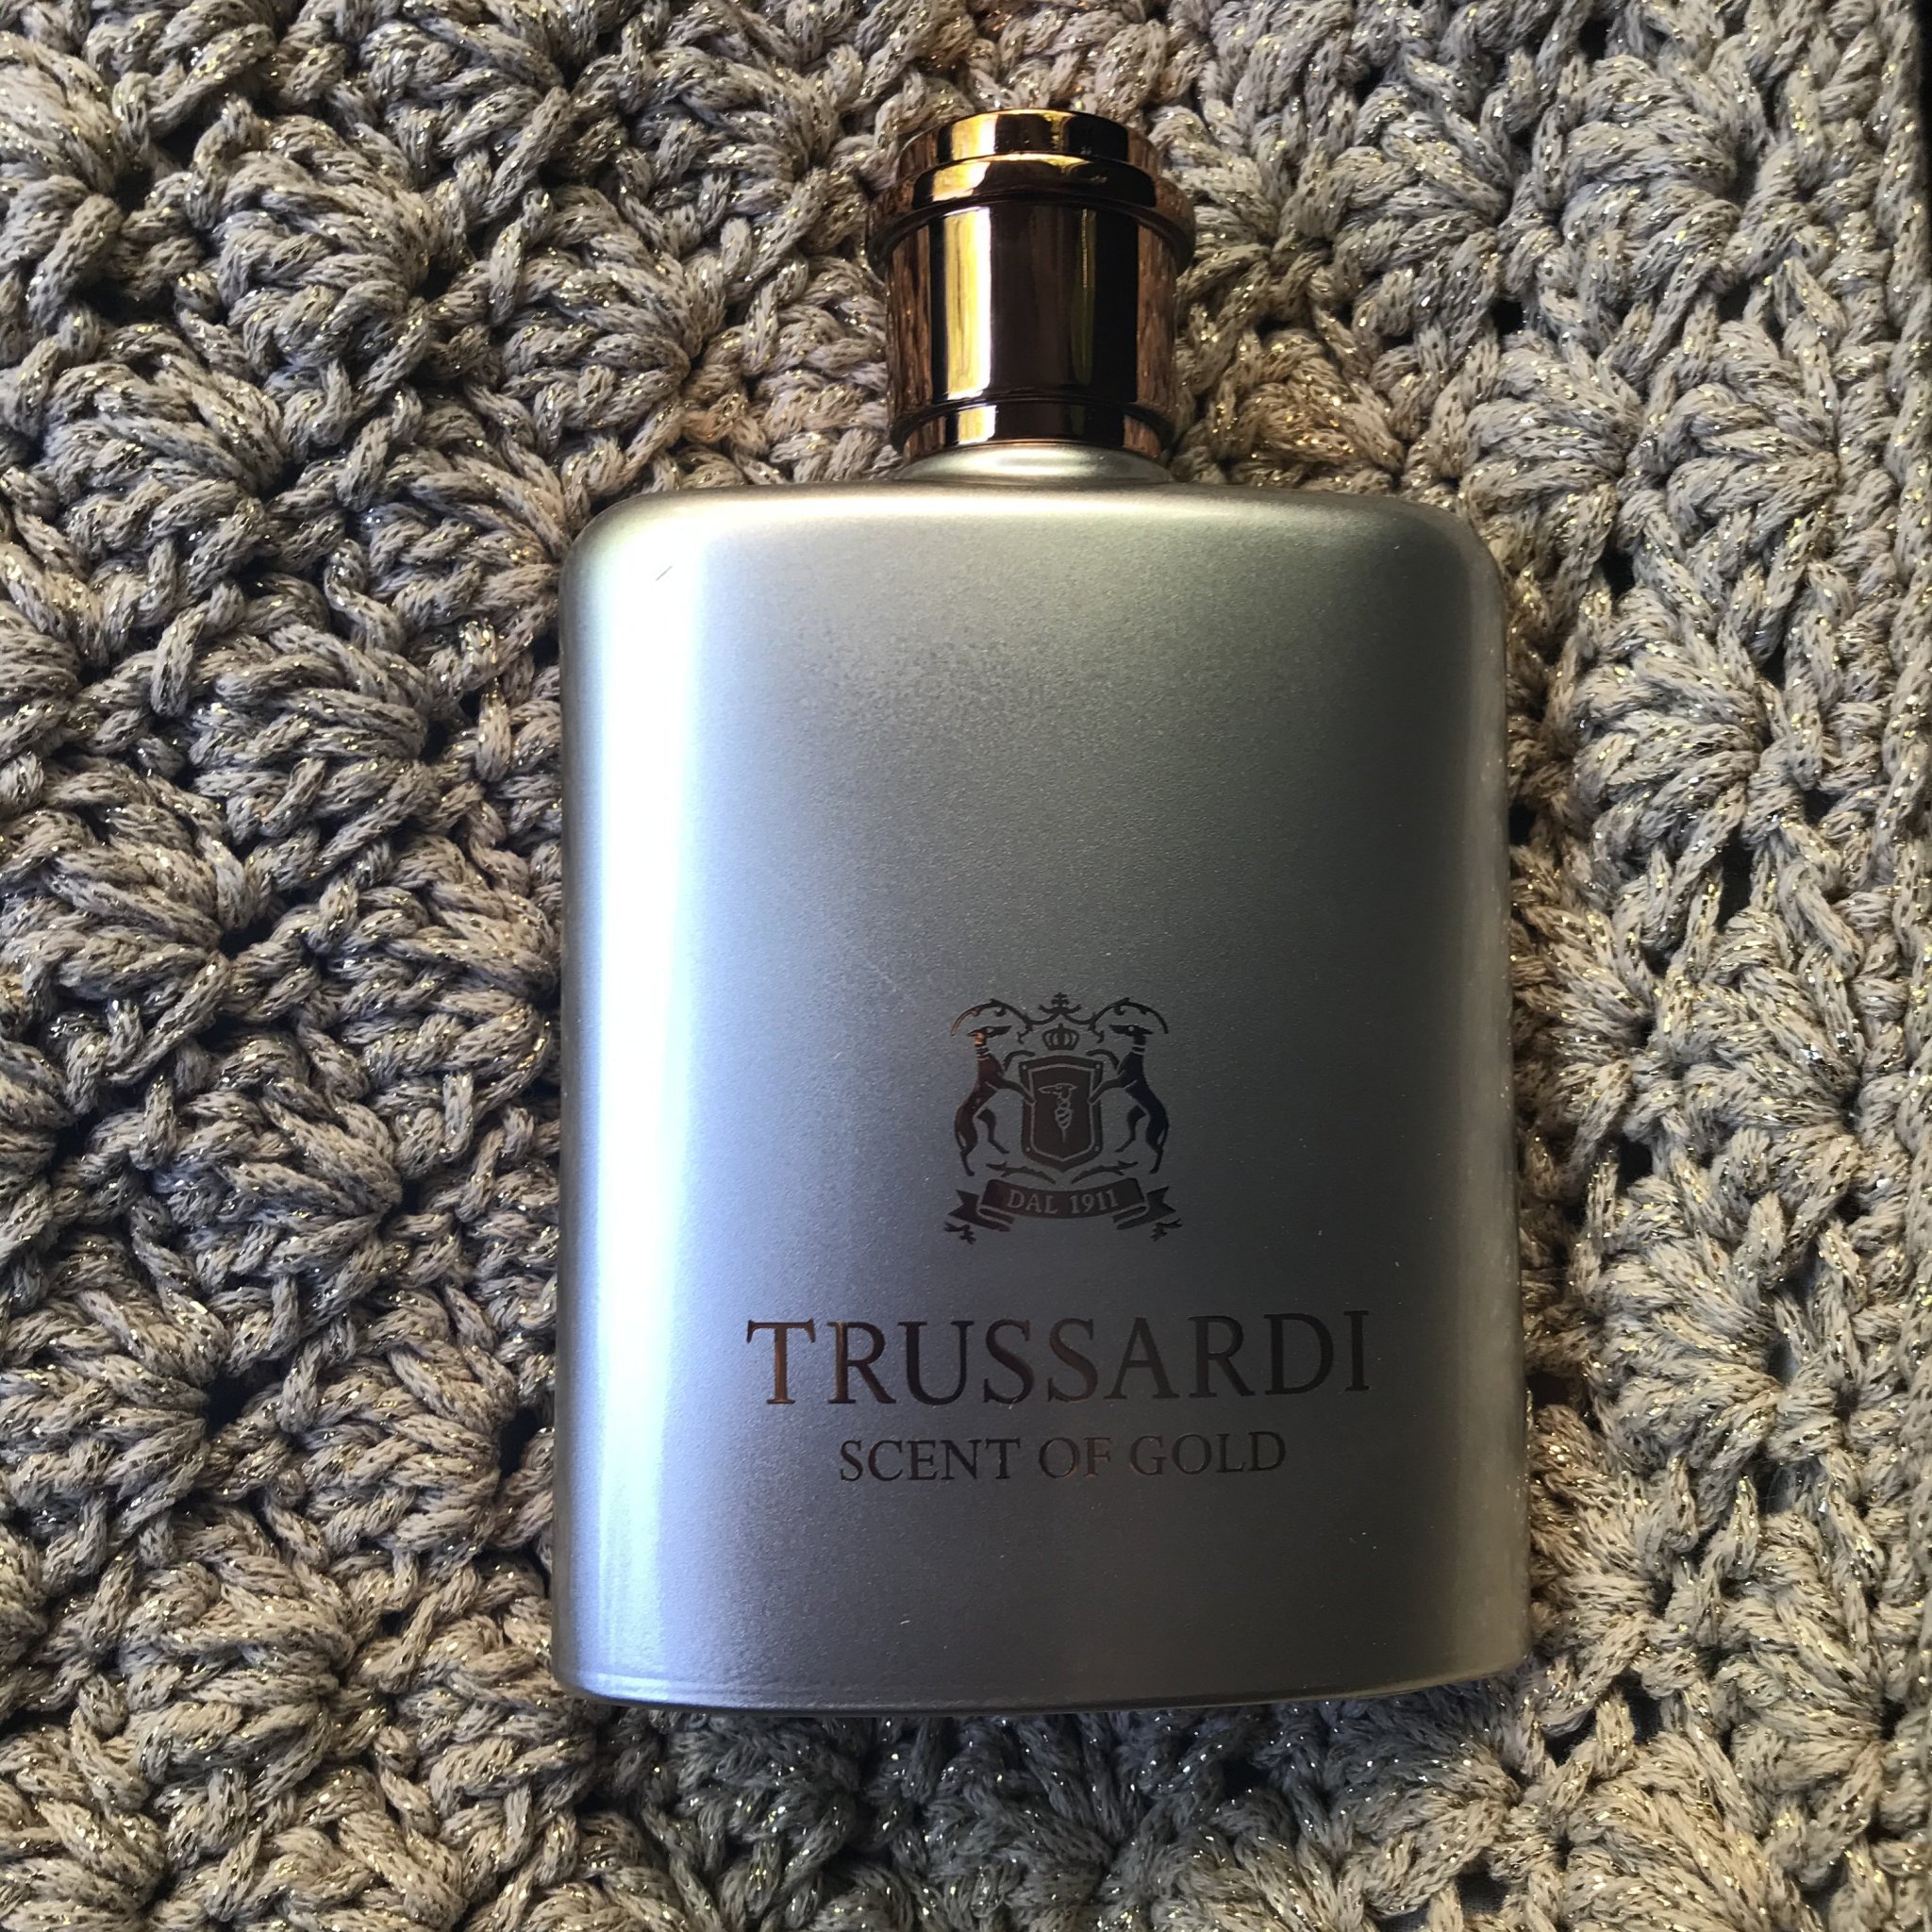 DAL 1911
TRUSSARDI
SCENT OF GOLD